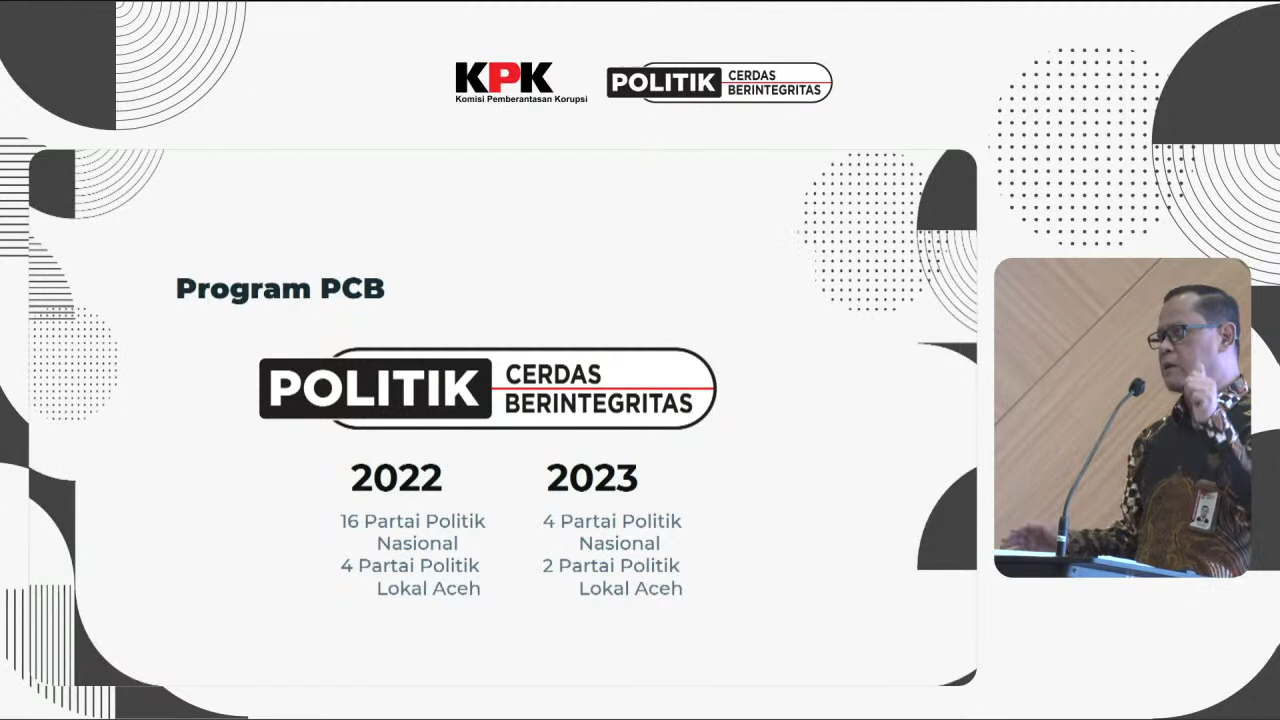 KPK
Komisi Pemberantasan Korupsi
POLITIK
CERDAS
BERINTEGRITAS
Program PCB
POLITIK
CERDAS
BERINTEGRITAS
2022
16 Partai Politik
Nasional
4 Partai Politik
Lokal Aceh
2023
4 Partai Politik
Nasional
2 Partai Politik
Lokal Aceh